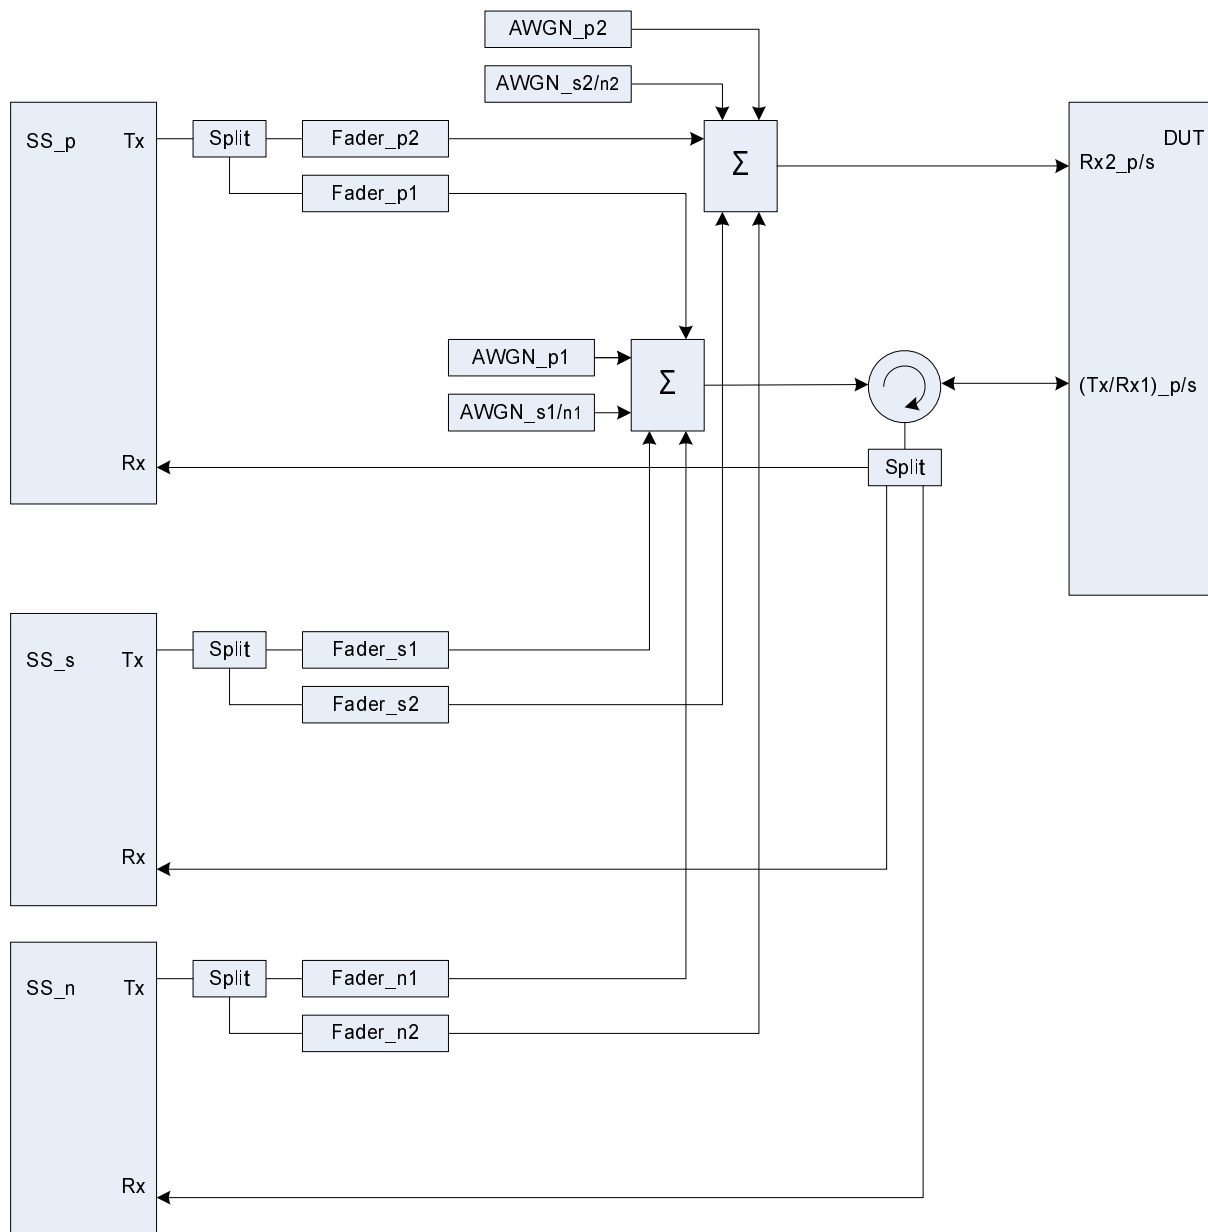 AWGN_p2
AWGN_s2/n2
SS_p Tx Split Fader_p2
Σ
DUT
Rx2_p/s
Fader_p1
AWGN_p1
Σ
(Tx/Rx1)_p/s
AWGN_s1/n1
Rx
Split
SS_s Tx Split Fader_s1
Fader_s2
Rx
SS_n Tx Split Fader_n1
Fader_n2
Rx